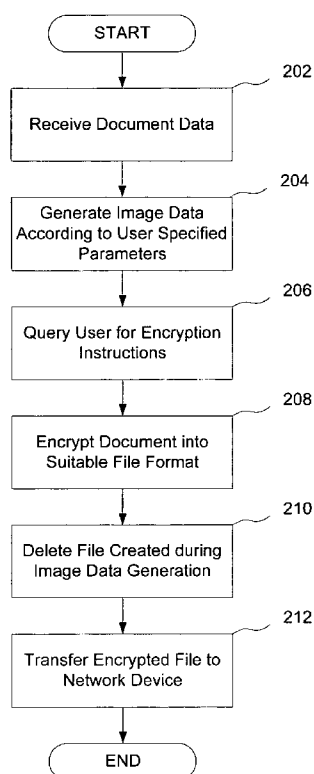 START
202
Receive Document Data
204
Generate Image Data
According to User Specified
Parameters
206
Query User for Encryption
Instructions
208
Encrypt Document into
Suitable File Format
210
Delete File Created during
Image Data Generation
212
Transfer Encrypted File to
Network Device
END